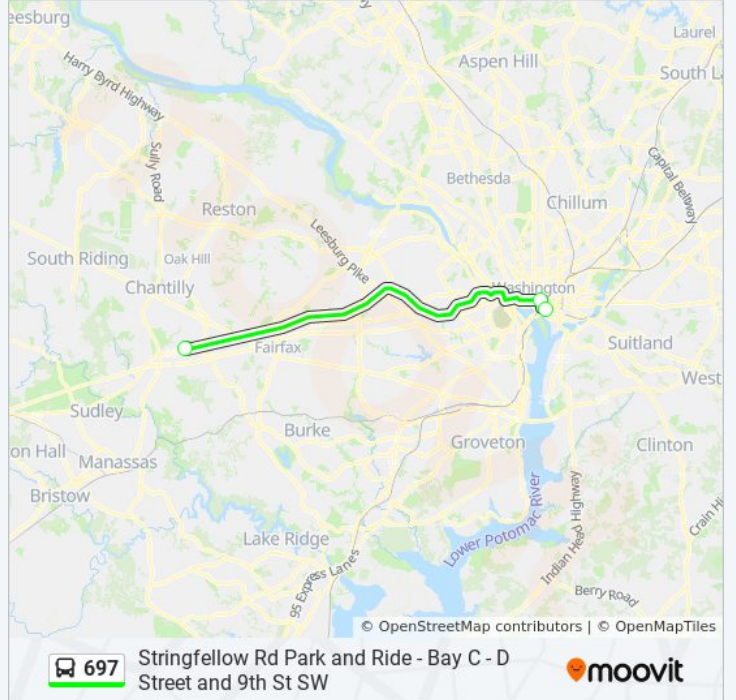 eesburg
Laurel
Aspen Hill
South L
Harry Byrd Highway
Sully Road
Capital Beltway
Bethesda
Chillum
Reston
Leesburg Pike
South Riding
Oak Hill
Washington
Chantilly
Fairfax
Suitland
West
Sudley
Burke
Groveton
Clinton
on Hall
Manassas
Bristow
Lower Potomac River
Indian Head Highway
Crain Hi
Lake Ridge
95 Express Lanes
Berry Road
© OpenStreetMap contributors | © OpenMapTiles
697
Stringfellow Rd Park and Ride - Bay C - D
Street and 9th St SW
moovit